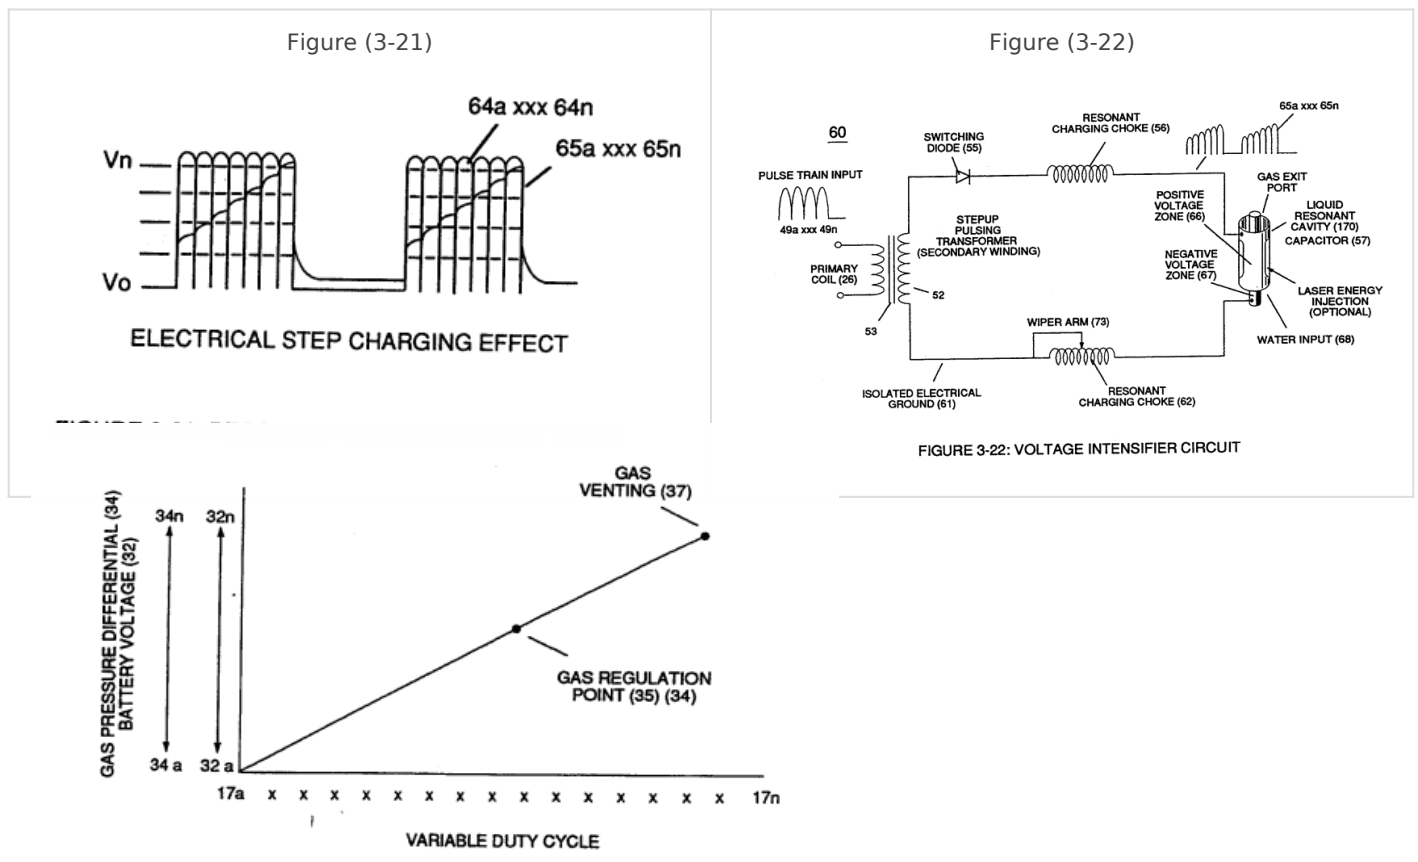 Figure (3-21)
64a xxx 64n
65a xxx 65n
Vn
Vo
ELECTRICAL STEP CHARGING EFFECT
Figure (3-22)
60
65a xxx 65n
RESONANT
CHARGING CHOKE (56)
SWITCHING
DIODE (55)
PULSE TRAIN INPUT
49a xxx 49n
GAS EXIT
PORT
POSITIVE
VOLTAGE
ZONE (66)
LIQUID
RESONANT
CAVITY (170)
CAPACITOR (57)
STEPUP
PULSING
TRANSFORMER
(SECONDARY WINDING)
NEGATIVE
VOLTAGE
ZONE (67)
PRIMARY
COIL (26)
52
53
LASER ENERGY
INJECTION
(OPTIONAL)
WIPER ARM (73)
WATER INPUT (68)
ISOLATED ELECTRICAL
GROUND (61)
RESONANT
CHARGING CHOKE (62)
FIGURE 3-22: VOLTAGE INTENSIFIER CIRCUIT
GAS
VENTING (37)
GAS PRESSURE DIFFERENTIAL (34)
BATTERY VOLTAGE (32)
34n 32n
GAS REGULATION
POINT (35) (34)
34 a 32 a
17a x x x x x x x x x x x x x x x 17n
VARIABLE DUTY CYCLE